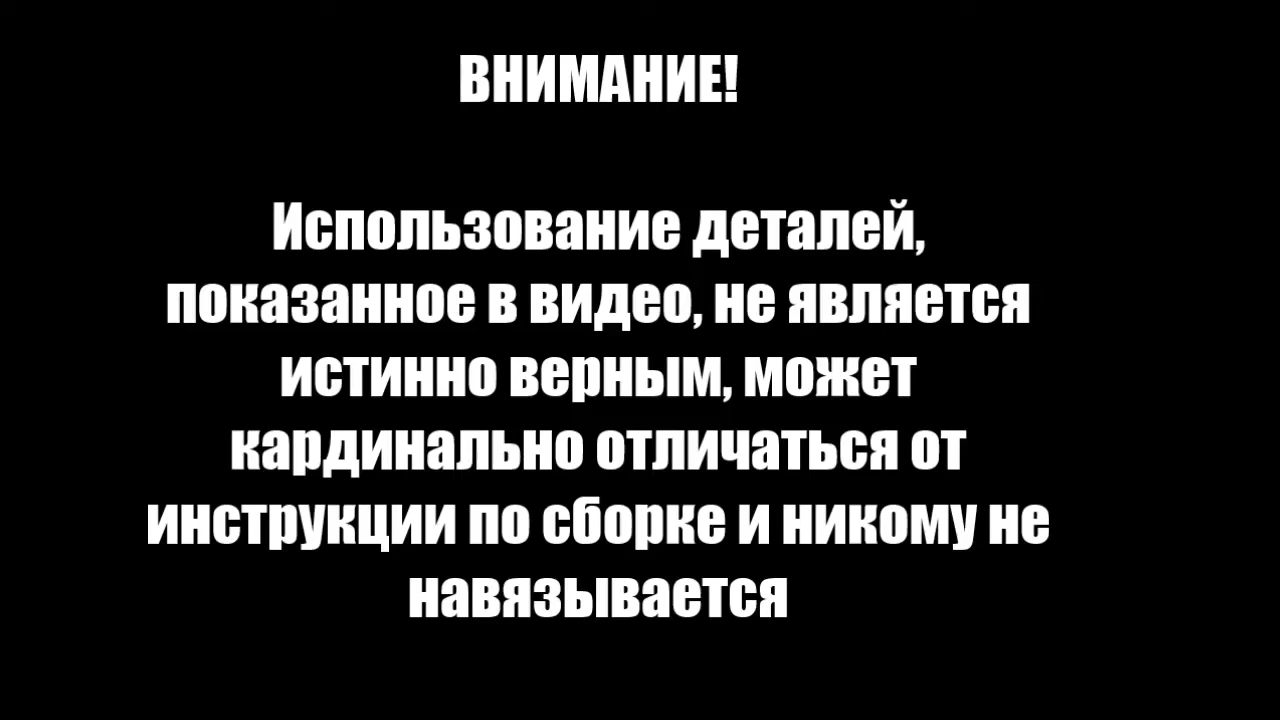 ВНИМАНИЕ!
Использование деталей,
показанное в видео, не является
истинно верным, может
кардинально отличаться от
инструкции по сборке и никому не
навязывается